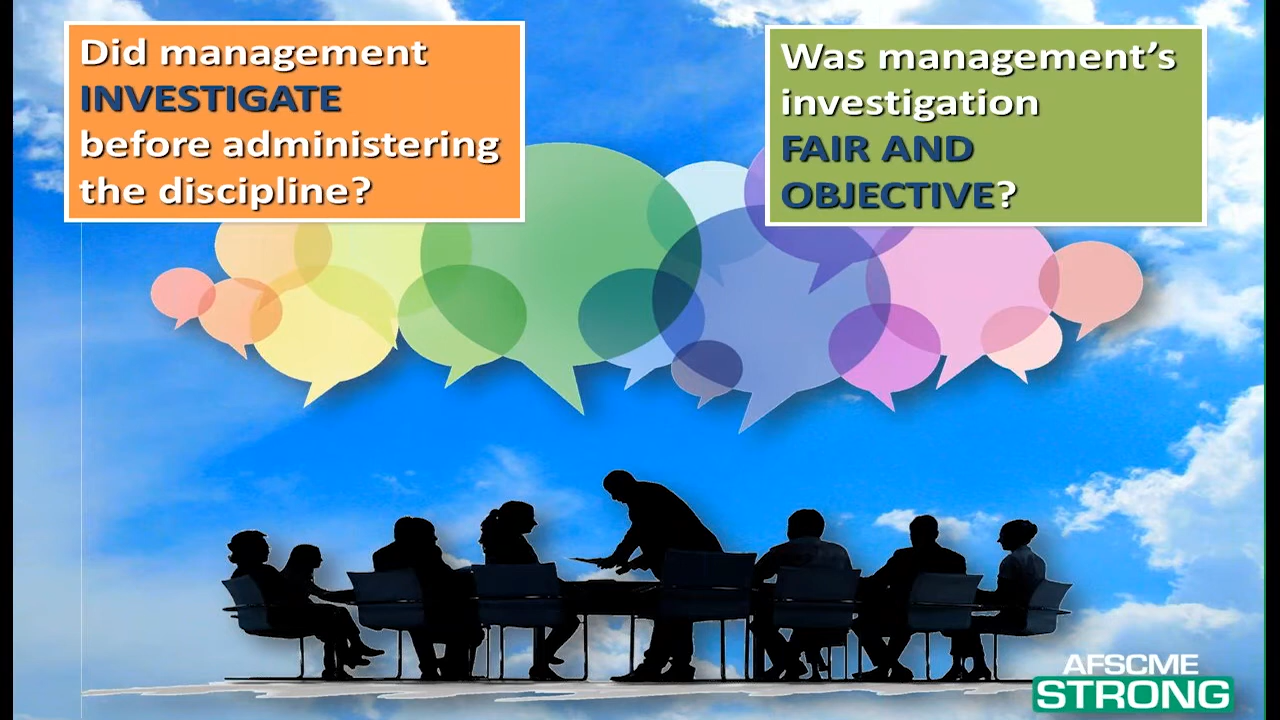 Did management
INVESTIGATE
before administering
the discipline?
Was management’s
investigation
FAIR AND
OBJECTIVE?
AFSCME
STRONG